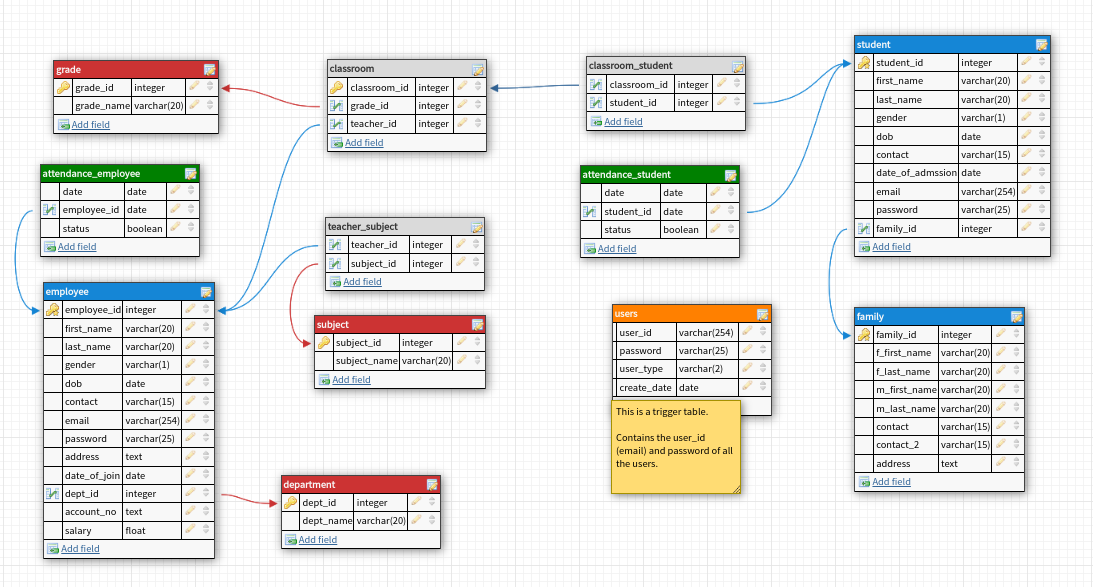 grade
grade_id integer
grade_name varchar(20)
Add field
classroom
classroom_id integer
grade_id integer
teacher_id integer
Add field
classroom_student
classroom_id integer
student_id integer
Add field
student
student_id integer
first_name varchar(20)
last_name varchar(20)
gender varchar(1)
dob date
contact varchar(15)
date_of_admssion date
email varchar(254)
password varchar(25)
family_id integer
Add field
attendance_employee
date date
employee_id date
status boolean
Add field
attendance_student
date date
student_id date
status boolean
Add field
teacher_subject
teacher_id integer
subject_id integer
Add field
employee
employee_id integer
first_name varchar(20)
last_name varchar(20)
gender varchar(1)
dob date
contact varchar(15)
email varchar(254)
password varchar(25)
address text
date_of_join date
dept_id integer
account_no text
salary float
Add field
subject
subject_id integer
subject_name varchar(20)
Add field
users
user_id varchar(254)
password varchar(25)
user_type varchar(2)
create_date date
This is a trigger table.
Contains the user_id
(email) and password of all
the users.
family
family_id integer
f_first_name varchar(20)
f_last_name varchar(20)
m_first_name varchar(20)
m_last_name varchar(20)
contact varchar(15)
contact_2 varchar(15)
address text
Add field
department
dept_id integer
dept_name varchar(20)
Add field